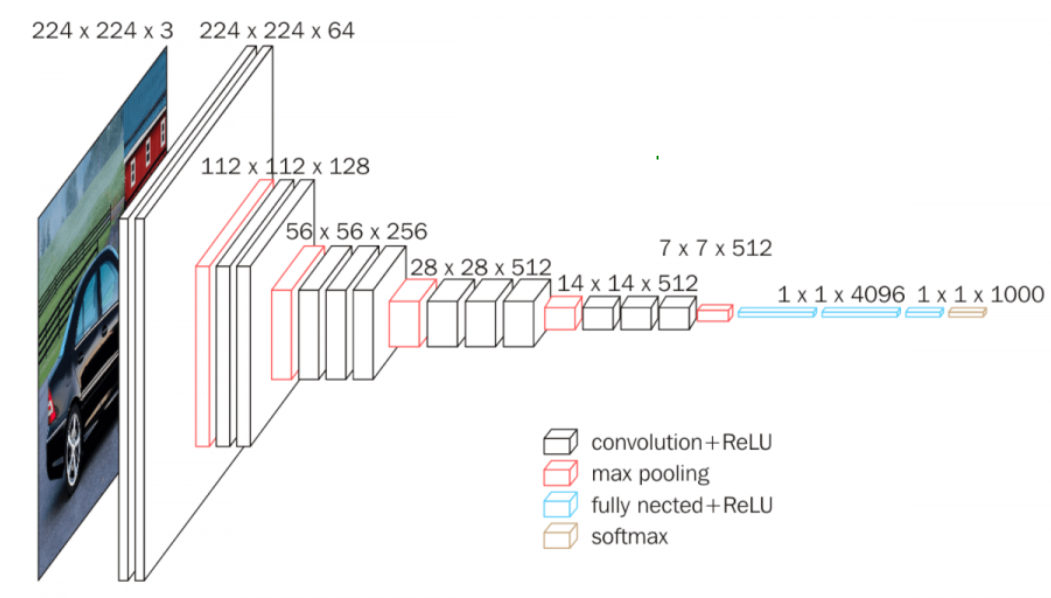 224 x 224 x 3
224 x 224 x 64
112 x 112 x 128
56 x 56 x 256
28 x 28 x 512
14 x 14 x 512
7 x 7 x 512
1 x 1 x 4096
1 x 1 x 1000
convolution+ReLU
max pooling
fully nected+ReLU
softmax